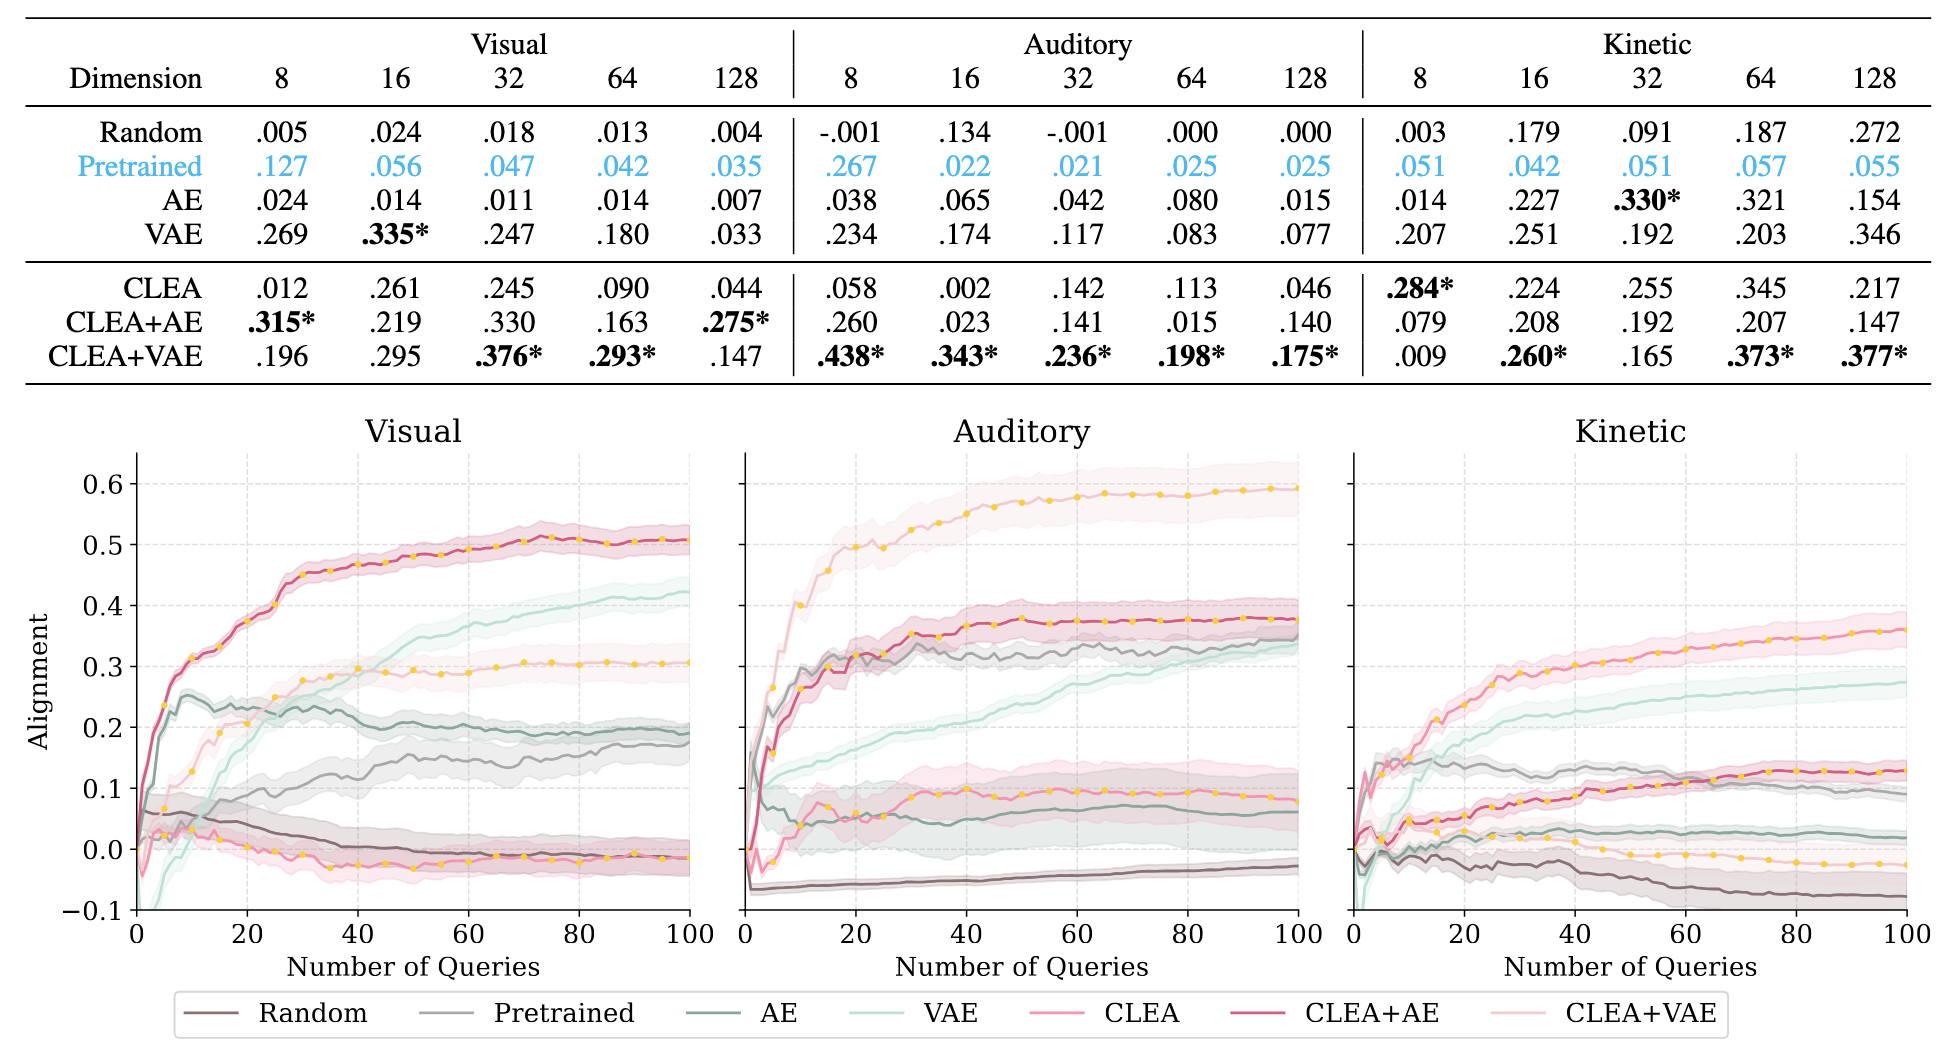 Visual Auditory Kinetic
Dimension 8 16 32 64 128 8 16 32 64 128 8 16 32 64 128
Random .005 .024 .018 .013 .004 -.001 .134 -.001 .000 .000 .003 .179 .091 .187 .272
Pretrained .127 .056 .047 .042 .035 .267 .022 .021 .025 .025 .051 .042 .051 .057 .055
AE .024 .014 .011 .014 .007 .038 .065 .042 .080 .015 .014 .227 .330* .321 .154
VAE .269 .335* .247 .180 .033 .234 .174 .117 .083 .077 .207 .251 .192 .203 .346
CLEA .012 .261 .245 .090 .044 .058 .002 .142 .113 .046 .284* .224 .255 .345 .217
CLEA+AE .315* .219 .330 .163 .275* .260 .023 .141 .015 .140 .079 .208 .192 .207 .147
CLEA+VAE .196 .295 .376* .293* .147 .438* .343* .236* .198* .175* .009 .260* .165 .373* .377*
Visual Auditory Kinetic
Alignment
0.6
0.5
0.4
0.3
0.2
0.1
0.0
−0.1
0 20 40 60 80 100 0 20 40 60 80 100 0 20 40 60 80 100
Number of Queries Number of Queries Number of Queries
Random Pretrained AE VAE CLEA CLEA+AE CLEA+VAE